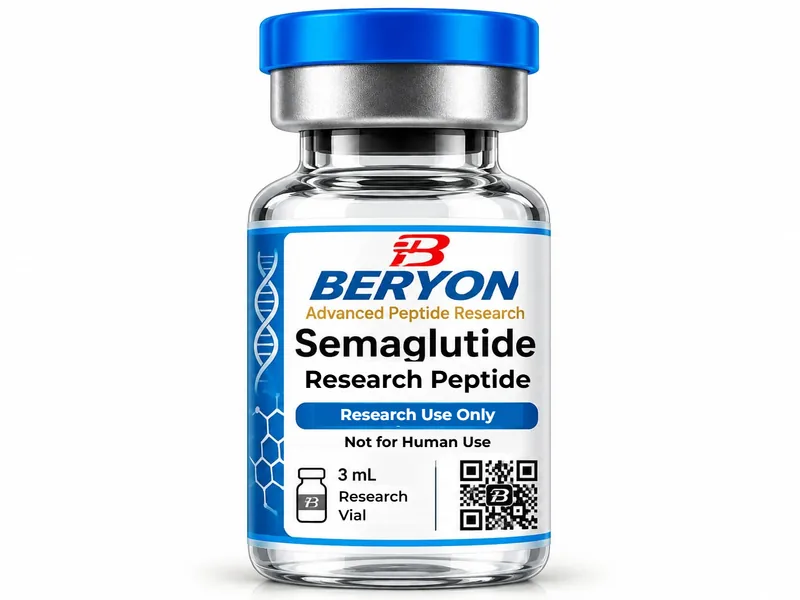 B
BERYON
Advanced Peptide Research
Semaglutide
Research Peptide
Research Use Only
Not for Human Use
3 mL
Research
Vial
B
B